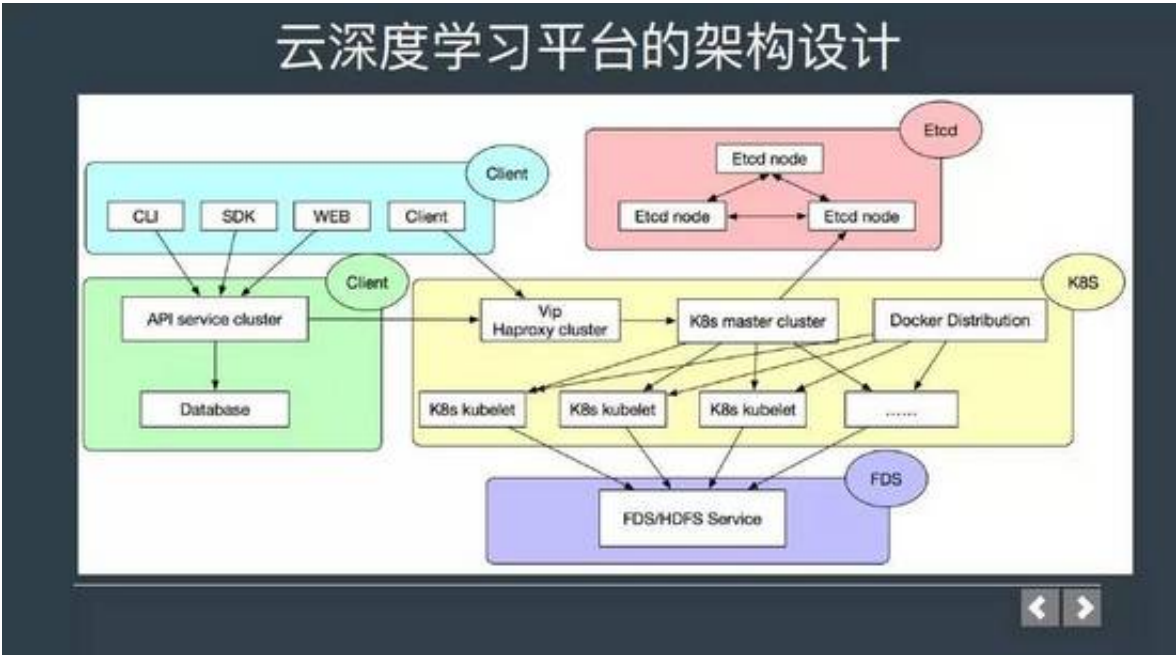 云深度学习平台的架构设计
Etcd
Etcd node
Etcd node
Etcd node
Client
CLI
SDK
WEB
Client
Client
API service cluster
Database
K8S
Vip
Haproxy cluster
K8s master cluster
Docker Distribution
K8s kubelet
K8s kubelet
K8s kubelet
......
FDS
FDS/HDFS Service